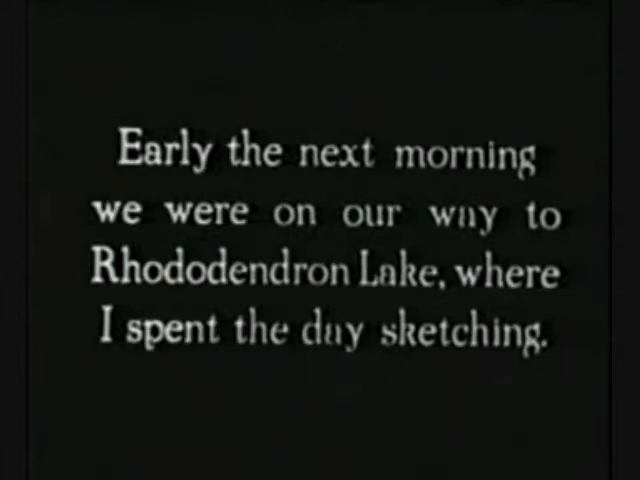 Early the next morning
we were on our way to
Rhododendron Lake, where
I spent the day sketching.